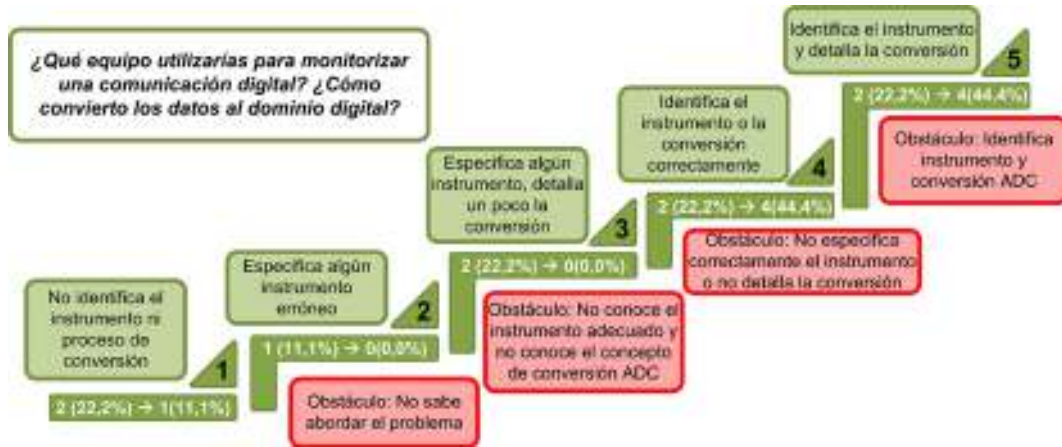 ¿Qué equipo utilizarías para monitorizar
una comunicación digital? ¿Cómo
convierto los datos al dominio digital?
No identifica el
instrumento ni
proceso de
conversión
1
2 (22,2%) → 1(11,1%)
Obstáculo: No sabe
abordar el problema
Específica algún
instrumento
erróneo
2
1 (11,1%) → 0(0,0%)
Obstáculo: No conoce el
instrumento adecuado y
no conoce el concepto
de conversión ADC
Especifica algún
instrumento, detalla
un poco la
conversión
3
2 (22,2%) → 0(0,0%)
Obstáculo: No especifica
correctamente el instrumento
o no detalla la conversión
Identifica el
instrumento o la
conversión
correctamente
4
2 (22,2%) → 4(44,4%)
Obstáculo: Identifica
instrumento y
conversión ADC
Identifica el instrumento
y detalla la conversión
5
2 (22,2%) → 4(44,4%)